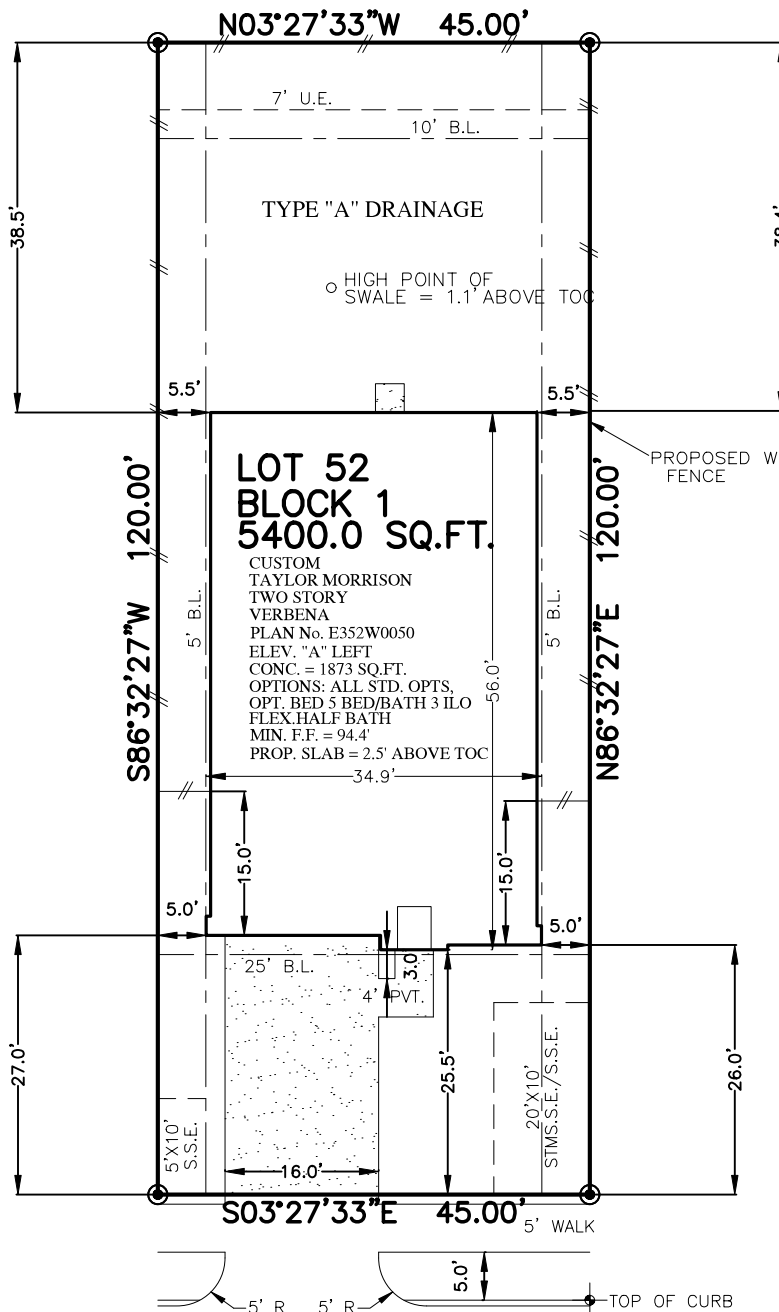 N03°27'33"W 45.00'
7' U.E.
10' B.L.
TYPE "A" DRAINAGE
38.5'
HIGH POINT OF
SWALE = 1.1' ABOVE TOC
5.5'
5.5'
PROPOSED W
FENCE
LOT 52
BLOCK 1
5400.0 SQ.FT.
CUSTOM
TAYLOR MORRISON
TWO STORY
VERBENA
PLAN No. E352W0050
ELEV. "A" LEFT
CONC. = 1873 SQ.FT.
OPTIONS: ALL STD. OPTS,
OPT. BED 5 BED/BATH 3 ILO
FLEX.HALF BATH
MIN. F.F. = 94.4'
PROP. SLAB = 2.5' ABOVE TOC
34.9'
56.0'
S86°32'27"W 120.00'
5' B.L.
5' B.L.
N86°32'27"E 120.00'
15.0'
15.0'
5.0'
5.0'
25' B.L.
3.0'
4' PVT.
27.0'
25.5'
26.0'
5'X10'
S.S.E.
20'X10'
STMS.S.E./S.S.E.
16.0'
S03°27'33"E 45.00'
5' WALK
5.0'
5' R
5' R
TOP OF CURB